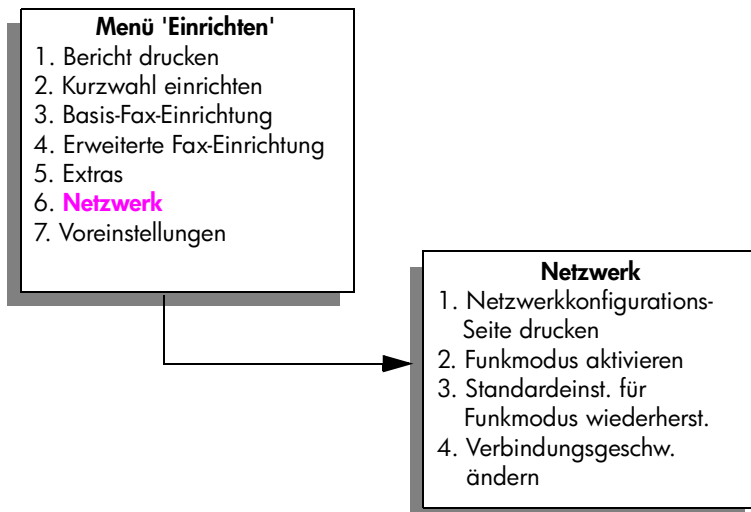 Menü 'Einrichten'
1. Bericht drucken
2. Kurzwahl einrichten
3. Basis-Fax-Einrichtung
4. Erweiterte Fax-Einrichtung
5. Extras
6. Netzwerk
7. Voreinstellungen
Netzwerk
1. Netzwerkkonfigurations-
Seite drucken
2. Funkmodus aktivieren
3. Standardeinst. für
Funkmodus wiederherst.
4. Verbindungsgeschw.
ändern